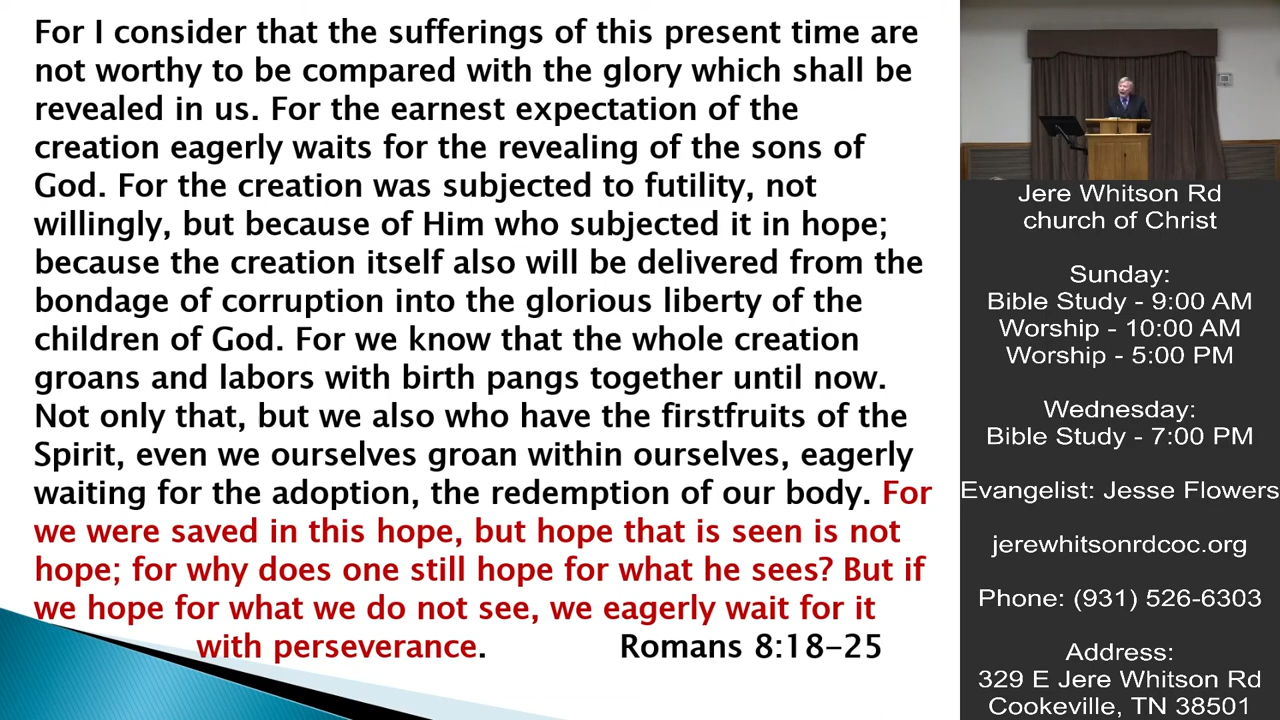 For I consider that the sufferings of this present time are
not worthy to be compared with the glory which shall be
revealed in us. For the earnest expectation of the
creation eagerly waits for the revealing of the sons of
God. For the creation was subjected to futility, not
willingly, but because of Him who subjected it in hope;
because the creation itself also will be delivered from the
bondage of corruption into the glorious liberty of the
children of God. For we know that the whole creation
groans and labors with birth pangs together until now.
Not only that, but we also who have the firstfruits of the
Spirit, even we ourselves groan within ourselves, eagerly
waiting for the adoption, the redemption of our body. For
we were saved in this hope, but hope that is seen is not
hope; for why does one still hope for what he sees? But if
we hope for what we do not see, we eagerly wait for it
with perseverance. Romans 8:18-25
Jere Whitson Rd
church of Christ
Sunday:
Bible Study - 9:00 AM
Worship - 10:00 AM
Worship - 5:00 PM
Wednesday:
Bible Study - 7:00 PM
Evangelist: Jesse Flowers
jerewhitsonrdcoc.org
Phone: (931) 526-6303
Address:
329 E Jere Whitson Rd
Cookeville, TN 38501